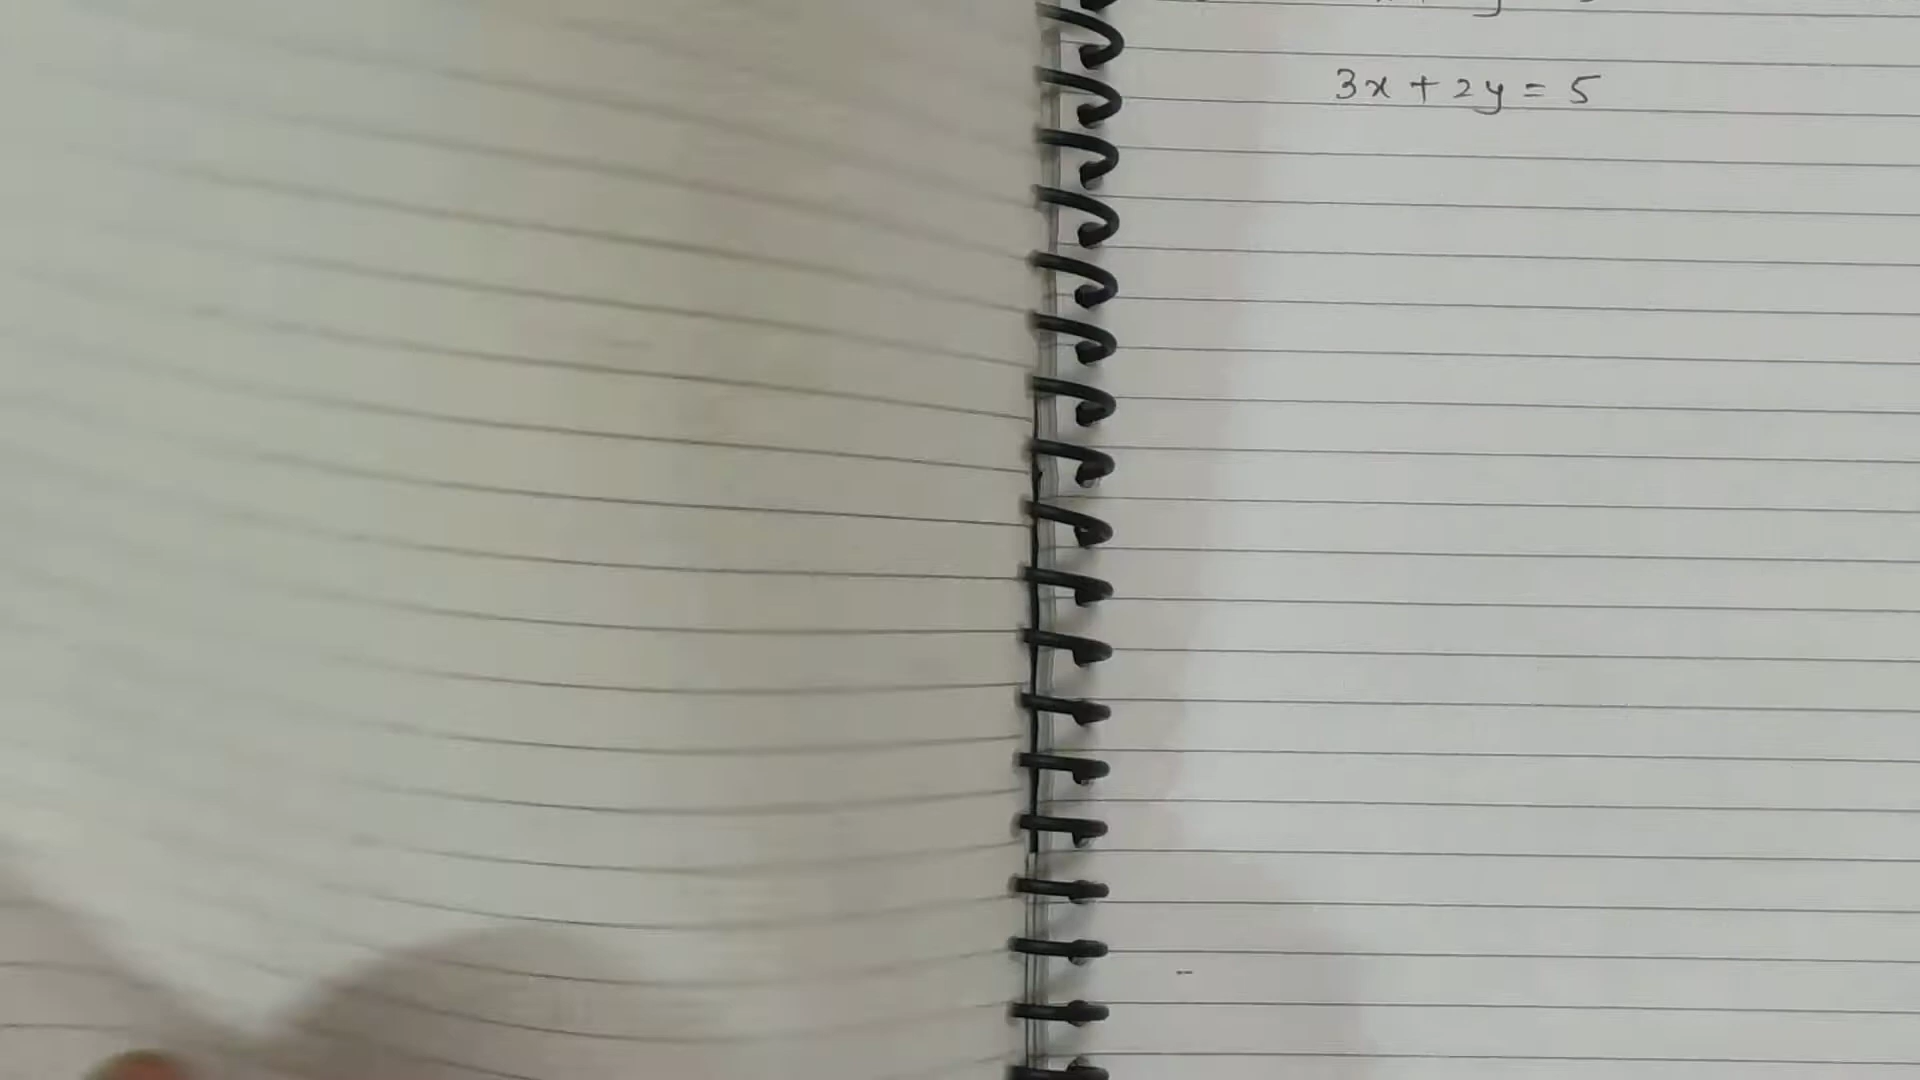 3x + 2y = 5